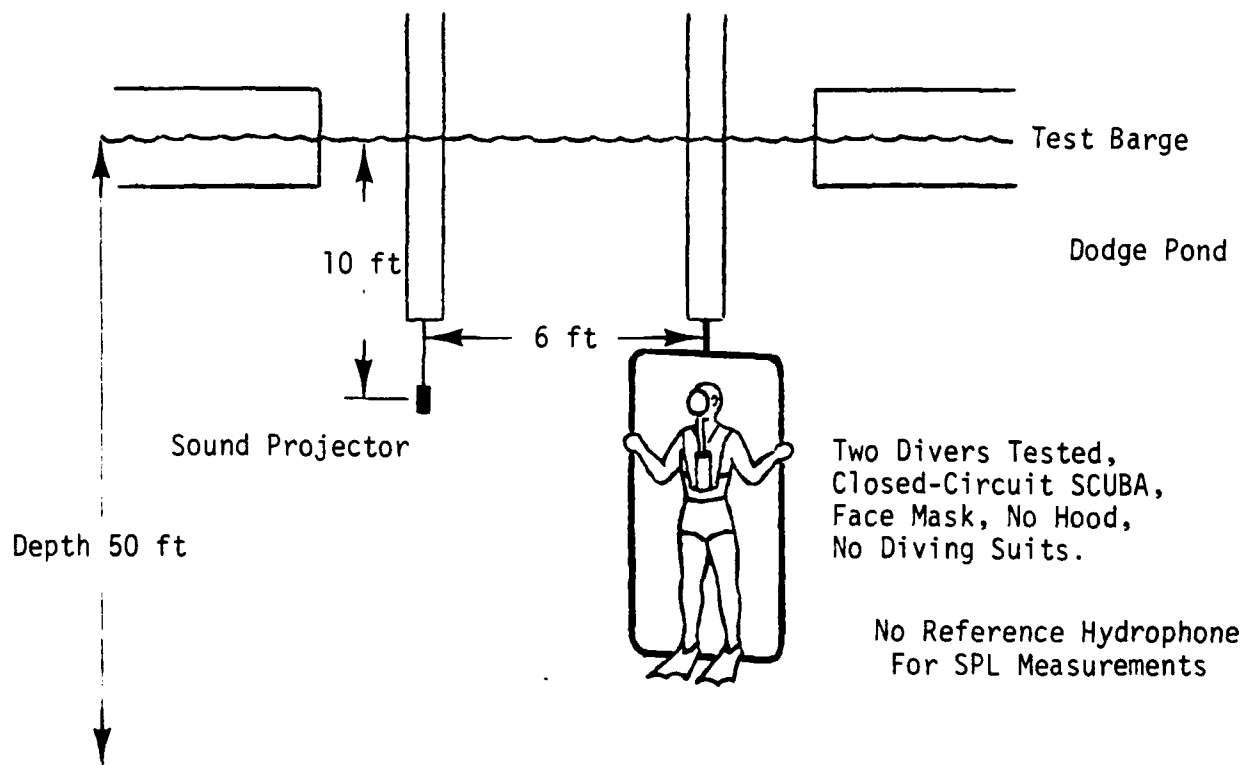 Test Barge
Dodge Pond
10 ft
6 ft
Sound Projector
Two Divers Tested,
Closed-Circuit SCUBA,
Face Mask, No Hood,
No Diving Suits.
Depth 50 ft
No Reference Hydrophone
For SPL Measurements